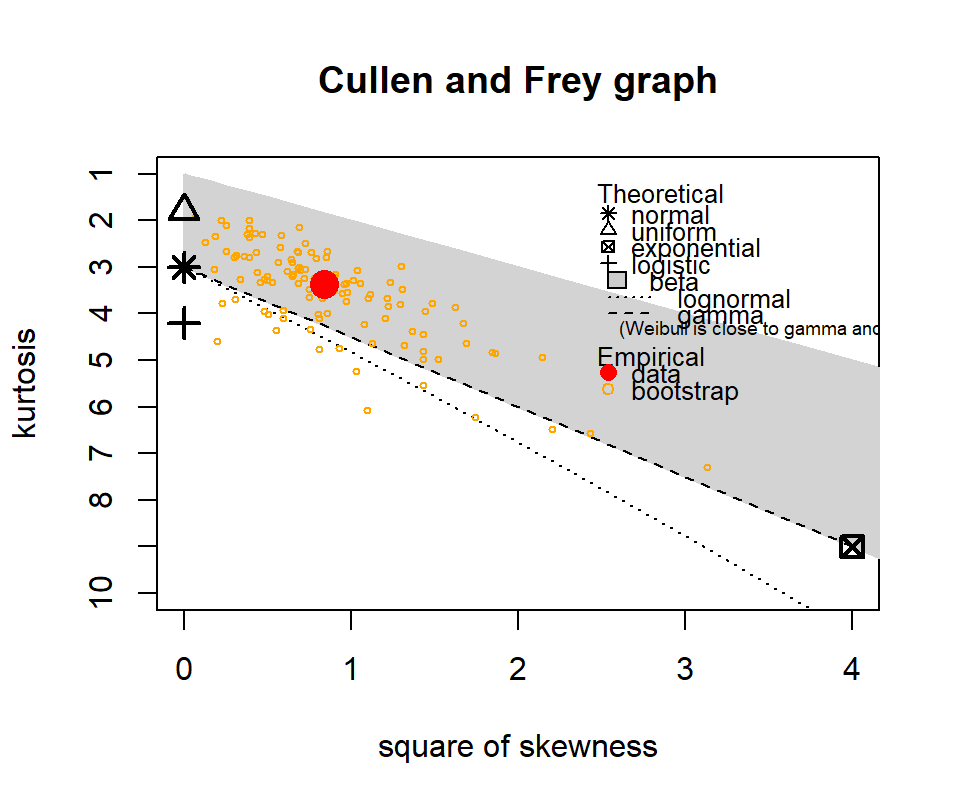 Cullen and Frey graph
kurtosis
1
2
3
4
5
6
7
8
10
0
1
2
3
4
square of skewness
Theoretical
normal
uniform
exponential
logistic
beta
lognormal
gamma
(Weibull is close to gamma and
Empirical
data
bootstrap